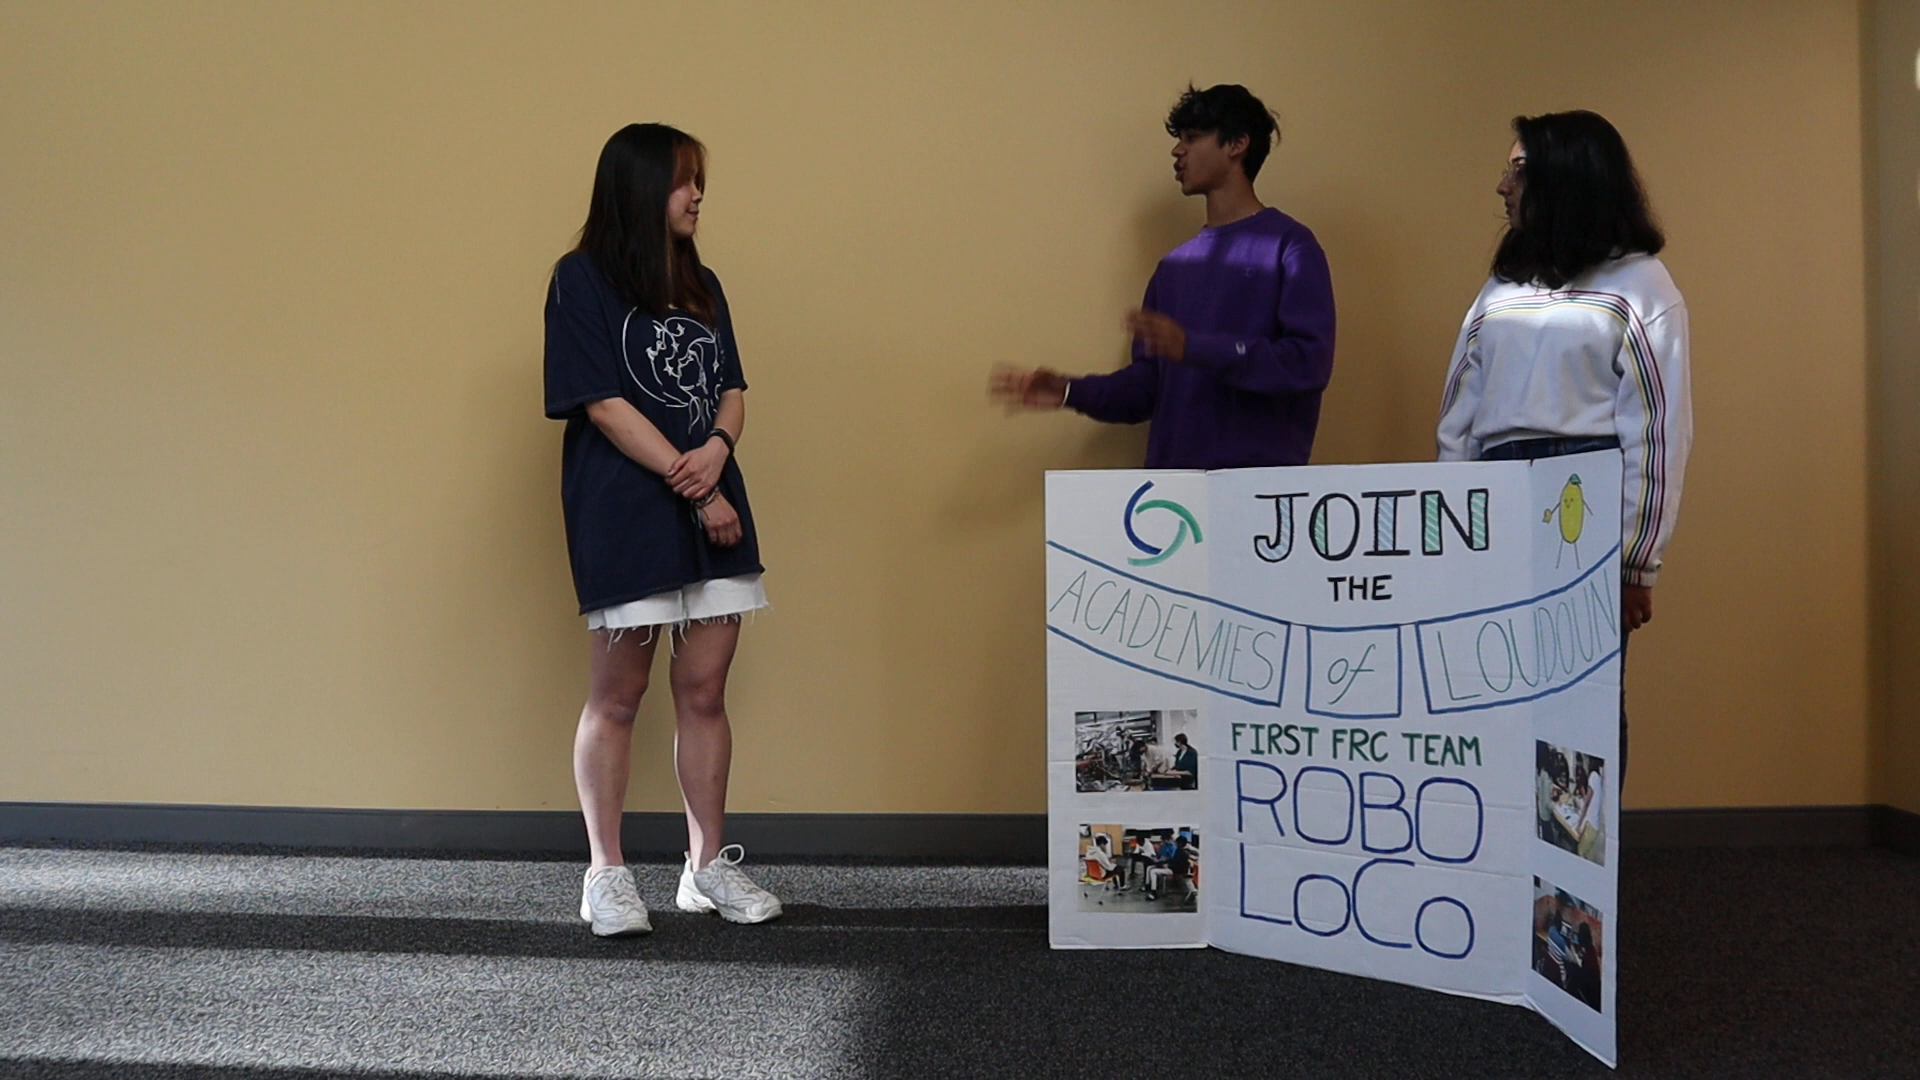 JOIN
THE
ACADEMIES of LOUDOUN
FIRST FRC TEAM
ROBO
LoCo